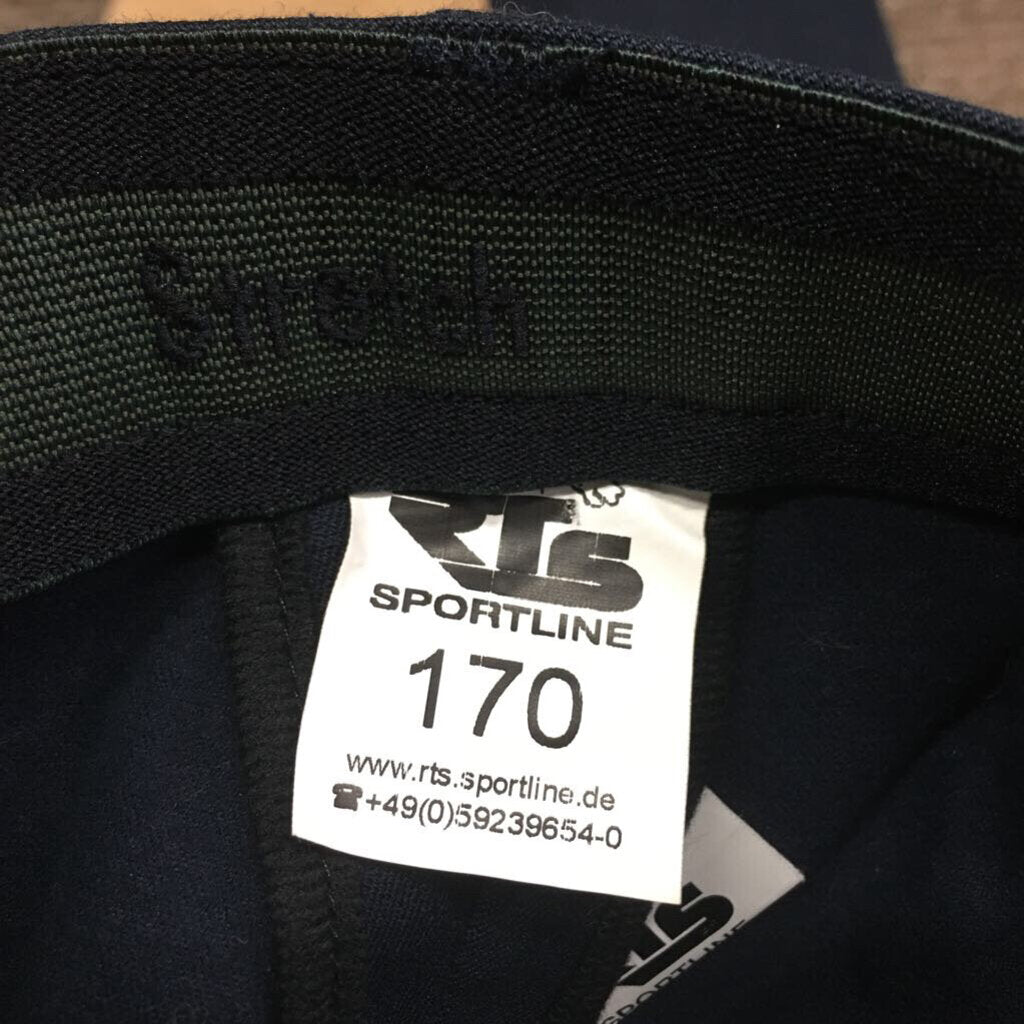 Stretch
RTS
SPORTLINE
170
www.rts.sportline.de
☎+49(0)59239654-0
RTS
SPORTLINE